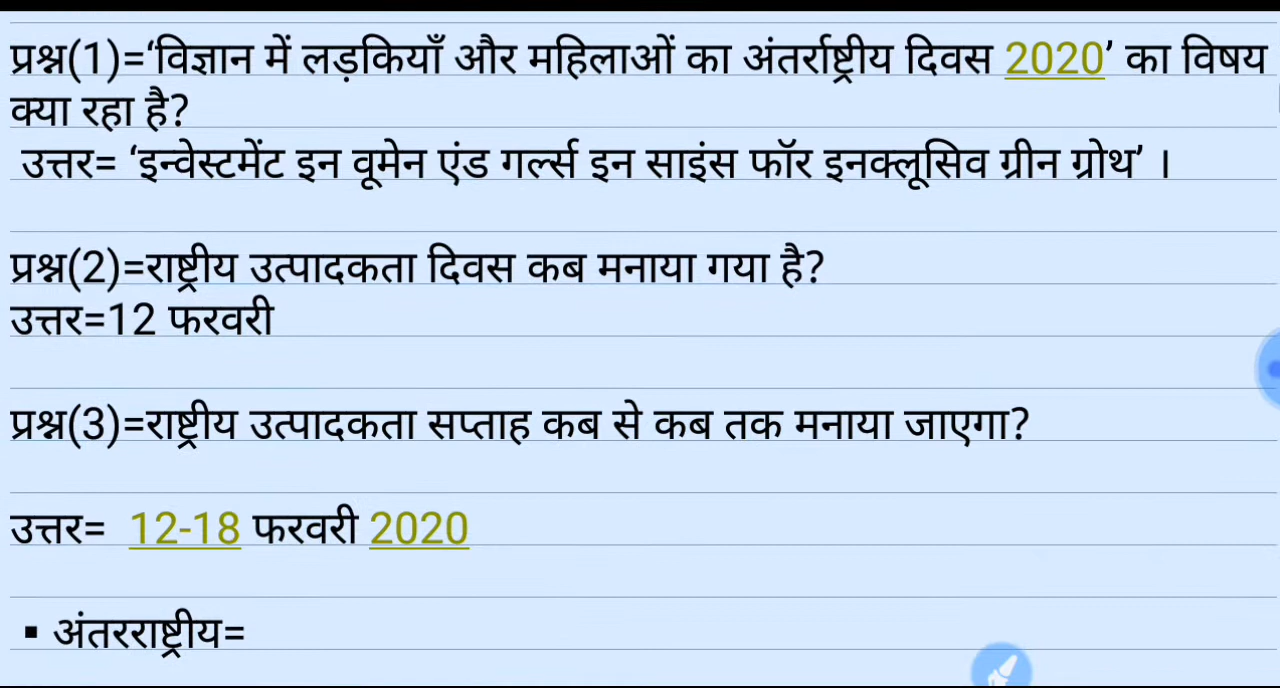 प्रश्न(1)=‘विज्ञान में लड़कियाँ और महिलाओं का अंतर्राष्ट्रीय दिवस 2020’ का विषय
क्या रहा है?
उत्तर= ‘इन्वेस्टमेंट इन वूमेन एंड गर्ल्स इन साइंस फॉर इनक्लूसिव ग्रीन ग्रोथ’ ।
प्रश्न(2)=राष्ट्रीय उत्पादकता दिवस कब मनाया गया है?
उत्तर=12 फरवरी
प्रश्न(3)=राष्ट्रीय उत्पादकता सप्ताह कब से कब तक मनाया जाएगा?
उत्तर= 12-18 फरवरी 2020
▪ अंतरराष्ट्रीय=